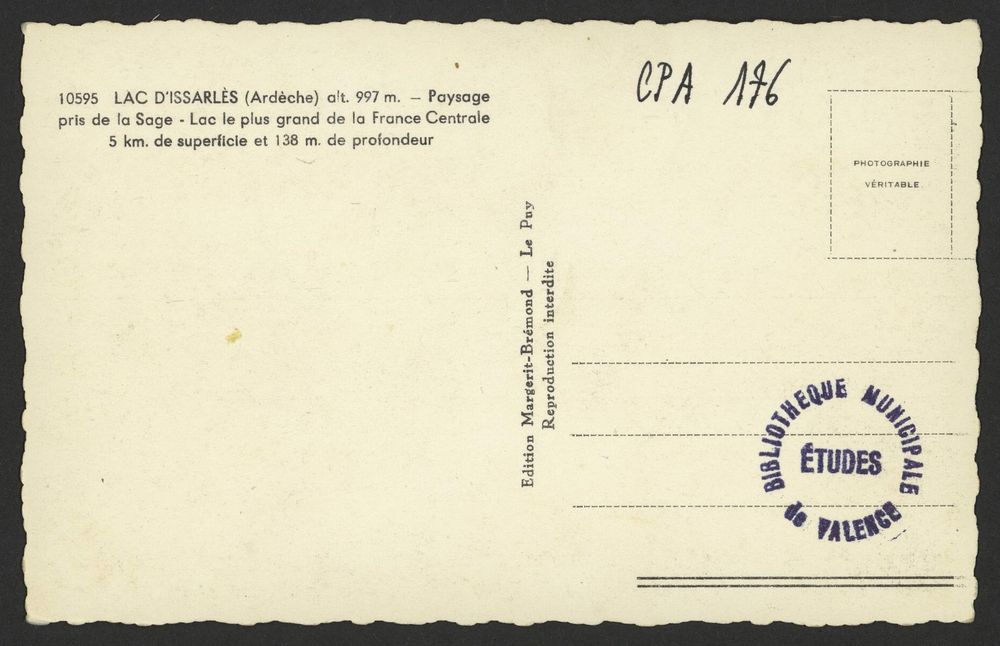 10595 LAC D'ISSARLÈS (Ardèche) alt. 997 m. — Paysage
pris de la Sage - Lac le plus grand de la France Centrale
5 km. de superficie et 138 m. de profondeur
CPA 176
PHOTOGRAPHIE
VÉRITABLE
Edition Margerit-Brémond — Le Puy
Reproduction interdite
BIBLIOTHEQUE MUNICIPALE
ÉTUDES
de VALENCE